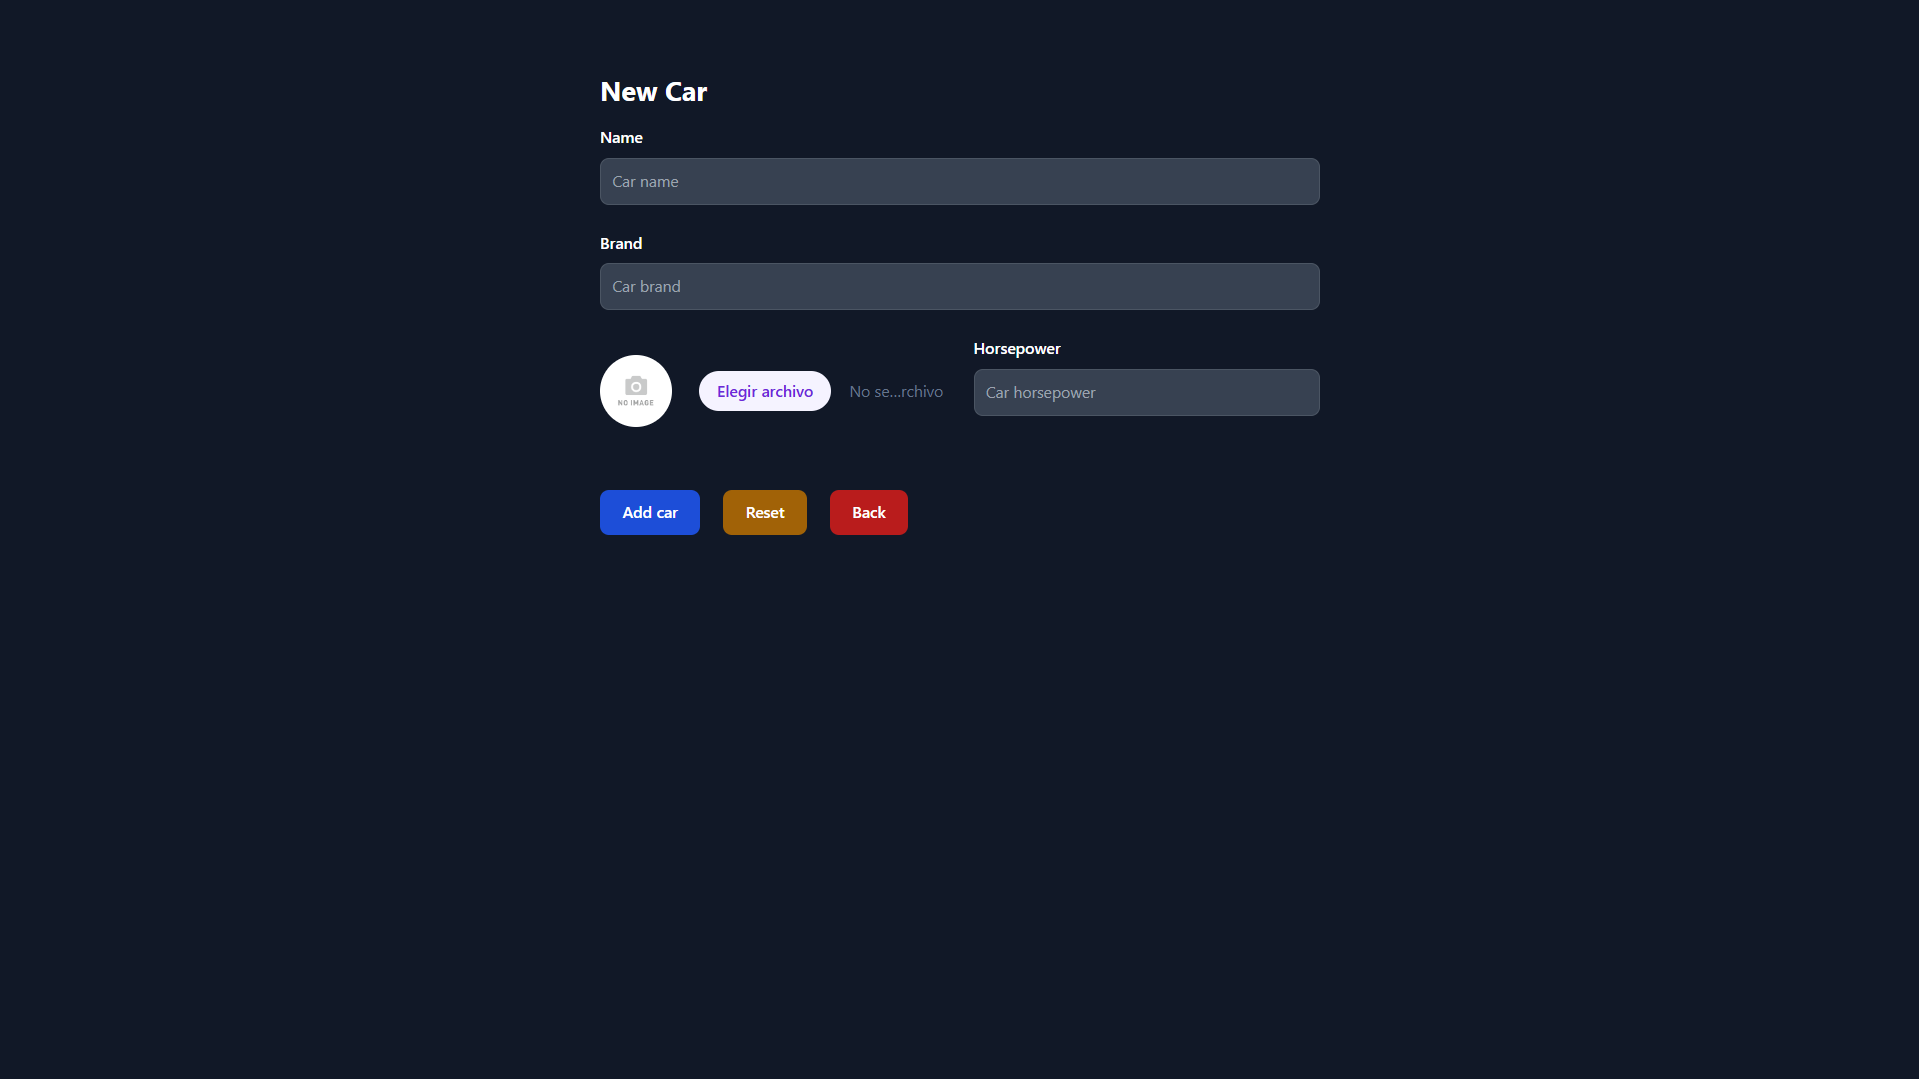 New Car
Name
Car name
Brand
Car brand
NO IMAGE
Elegir archivo
No se...rchivo
Horsepower
Car horsepower
Add car
Reset
Back